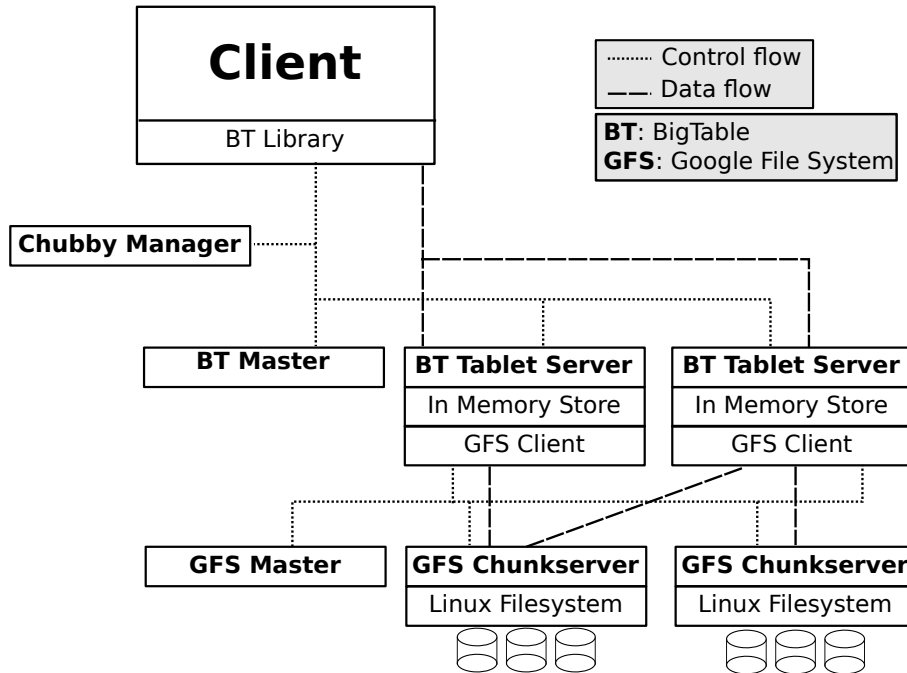 Client
BT Library
Control flow
Data flow
BT: BigTable
GFS: Google File System
Chubby Manager
BT Master
BT Tablet Server
In Memory Store
GFS Client
BT Tablet Server
In Memory Store
GFS Client
GFS Master
GFS Chunkserver
Linux Filesystem
GFS Chunkserver
Linux Filesystem